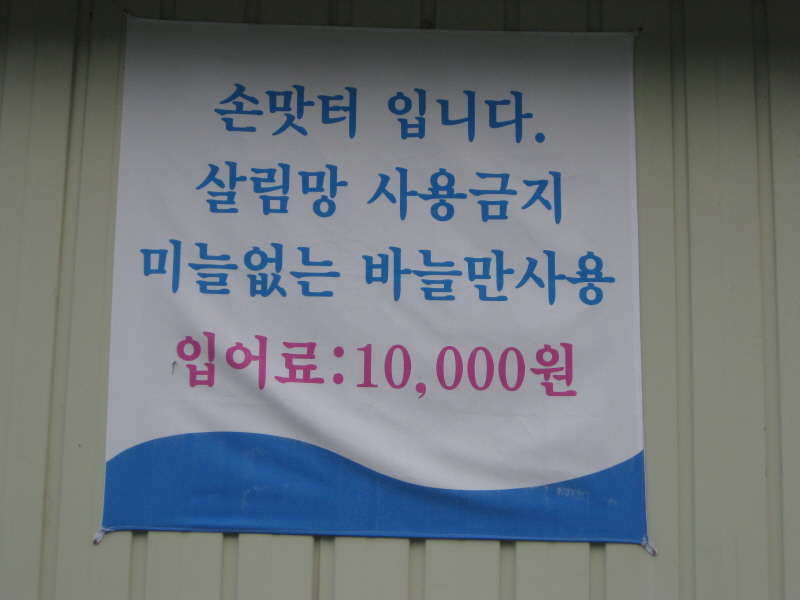 손맛터 입니다.
살림망 사용금지
미늘없는 바늘만사용
입어료:10,000원